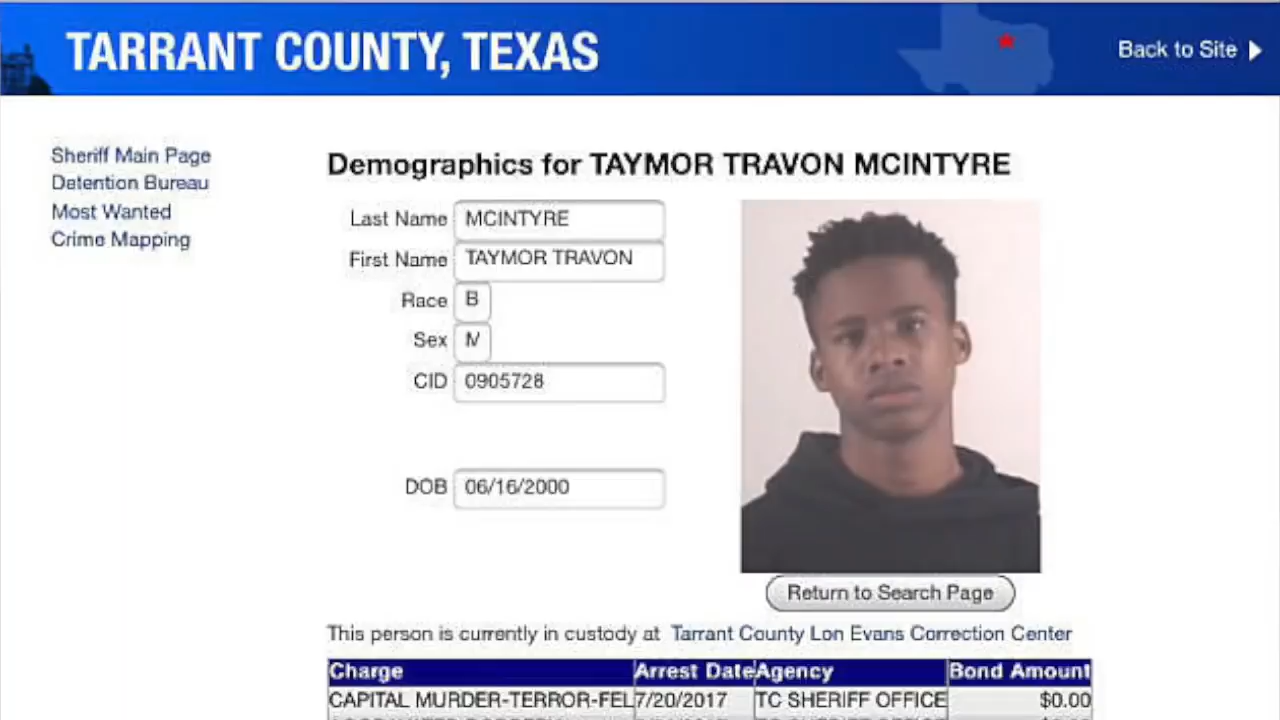 TARRANT COUNTY, TEXAS
Back to Site
Sheriff Main Page
Detention Bureau
Most Wanted
Crime Mapping
Demographics for TAYMOR TRAVON MCINTYRE
Last Name MCINTYRE
First Name TAYMOR TRAVON
Race B
Sex M
CID 0905728
DOB 06/16/2000
Return to Search Page
This person is currently in custody at Tarrant County Lon Evans Correction Center
Charge Arrest Date Agency Bond Amount
CAPITAL MURDER-TERROR-FEL 7/20/2017 TC SHERIFF OFFICE $0.00